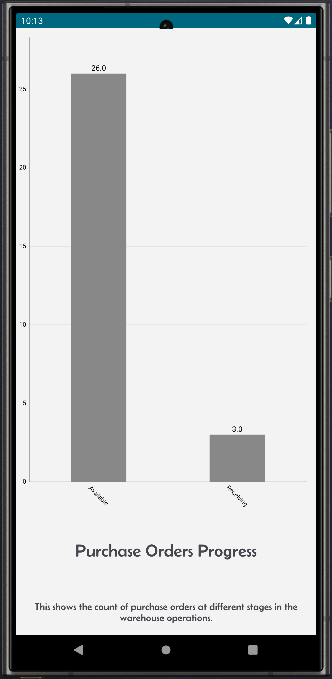 10:13
26.0
25
20
15
10
5
0
3.0
Available
Purchase Orders Progress
This shows the count of purchase orders at different stages in the
warehouse operations.